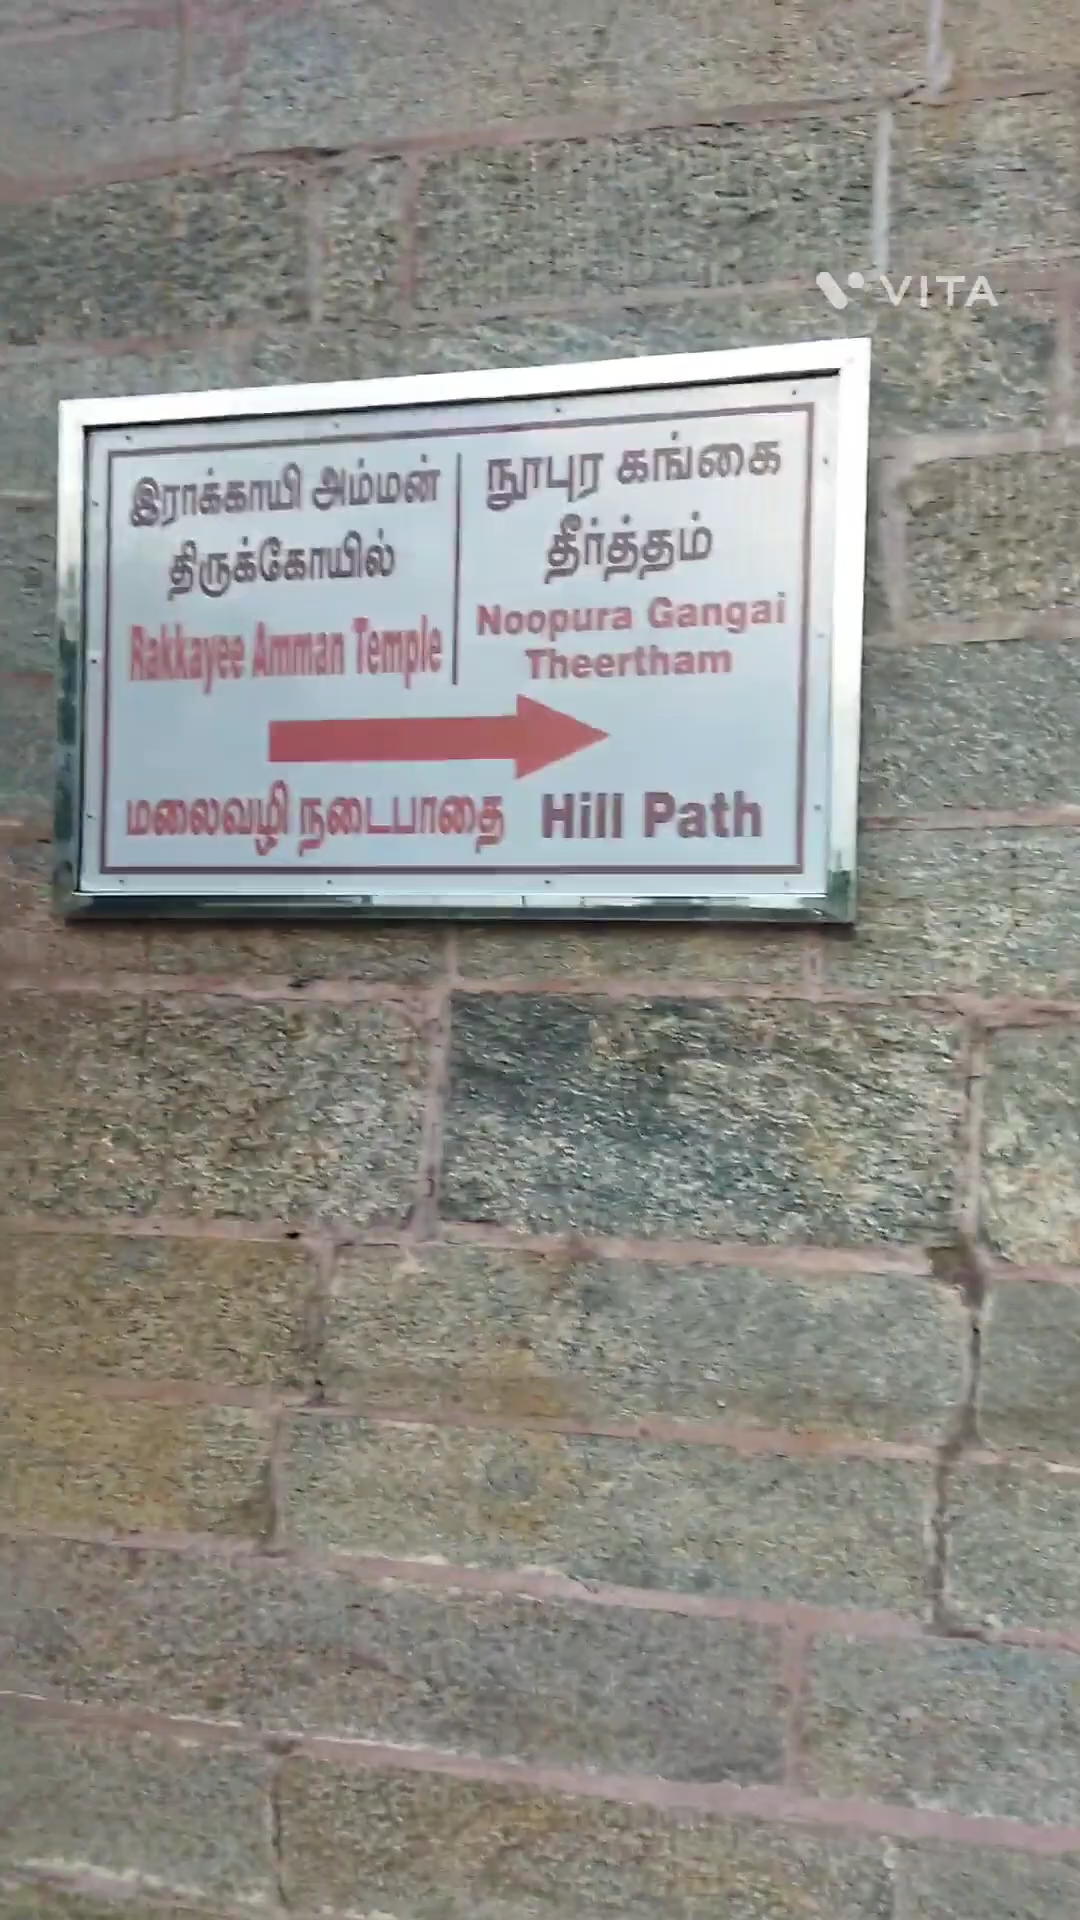 VITA
இராக்காயி அம்மன்
திருக்கோயில்
Rakkayee Amman Temple
நூபுர கங்கை
தீர்த்தம்
Noopura Gangai
Theertham
மலைவழி நடைபாதை Hill Path